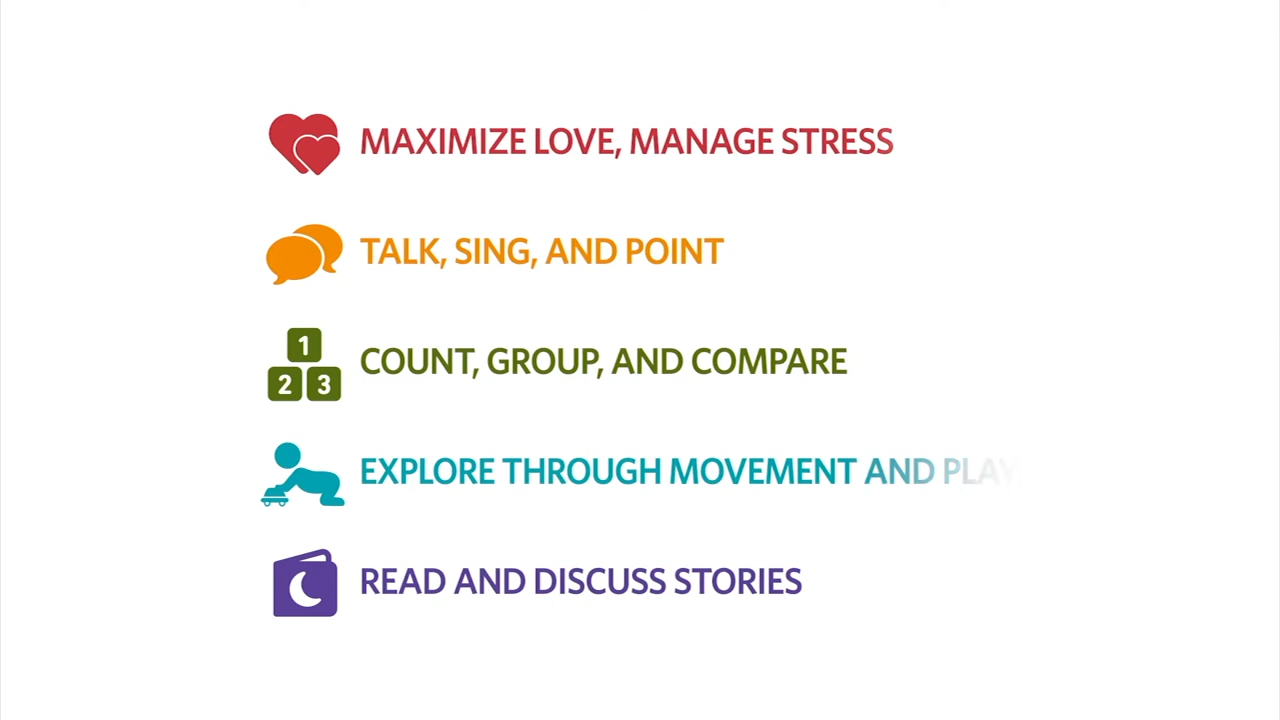 MAXIMIZE LOVE, MANAGE STRESS
TALK, SING, AND POINT
1
COUNT, GROUP, AND COMPARE
2 3
EXPLORE THROUGH MOVEMENT AND PLAY
READ AND DISCUSS STORIES